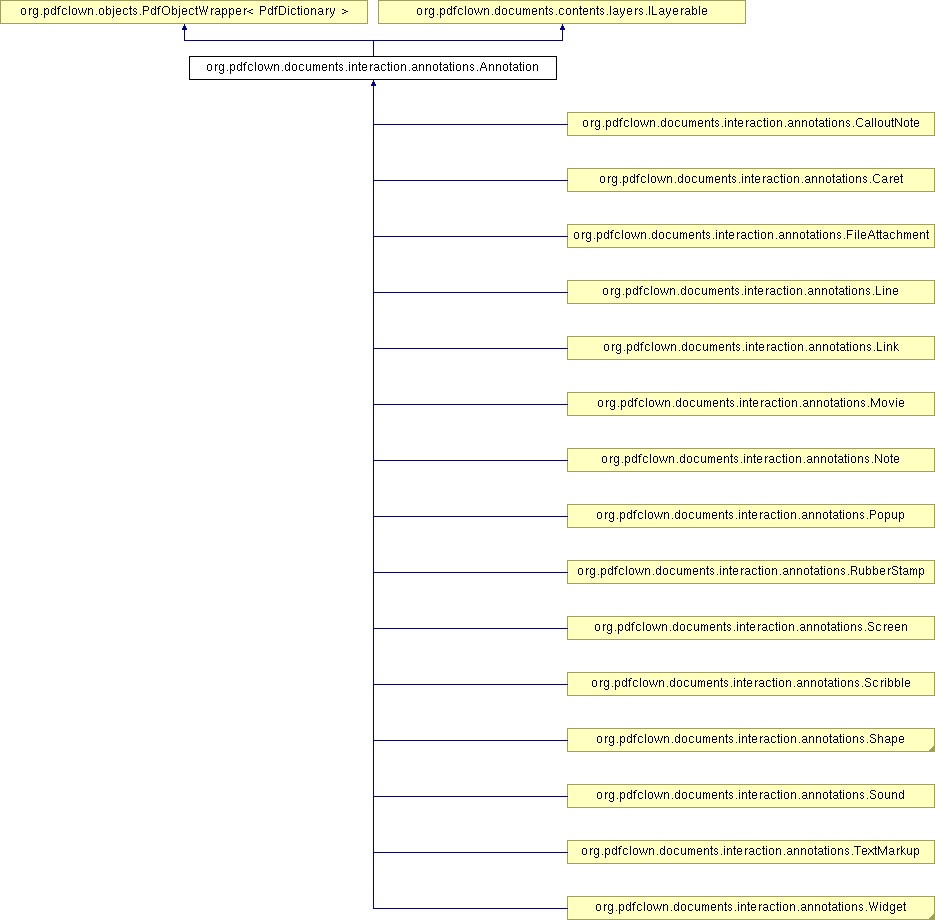 org.pdfclown.objects.PdfObjectWrapper< PdfDictionary >
org.pdfclown.documents.contents.layers.ILayerable
org.pdfclown.documents.interaction.annotations.Annotation
org.pdfclown.documents.interaction.annotations.CalloutNote
org.pdfclown.documents.interaction.annotations.Caret
org.pdfclown.documents.interaction.annotations.FileAttachment
org.pdfclown.documents.interaction.annotations.Line
org.pdfclown.documents.interaction.annotations.Link
org.pdfclown.documents.interaction.annotations.Movie
org.pdfclown.documents.interaction.annotations.Note
org.pdfclown.documents.interaction.annotations.Popup
org.pdfclown.documents.interaction.annotations.RubberStamp
org.pdfclown.documents.interaction.annotations.Screen
org.pdfclown.documents.interaction.annotations.Scribble
org.pdfclown.documents.interaction.annotations.Shape
org.pdfclown.documents.interaction.annotations.Sound
org.pdfclown.documents.interaction.annotations.TextMarkup
org.pdfclown.documents.interaction.annotations.Widget